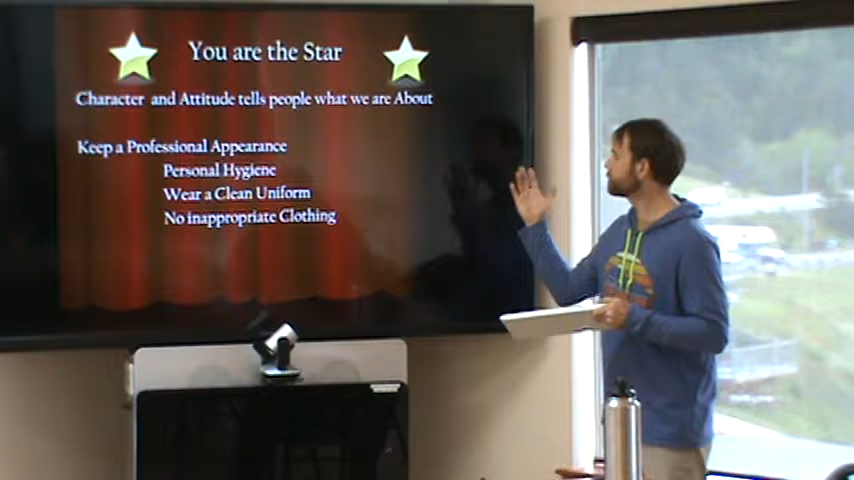 You are the Star
Character and Attitude tells people what we are About
Keep a Professional Appearance
Personal Hygiene
Wear a Clean Uniform
No inappropriate Clothing